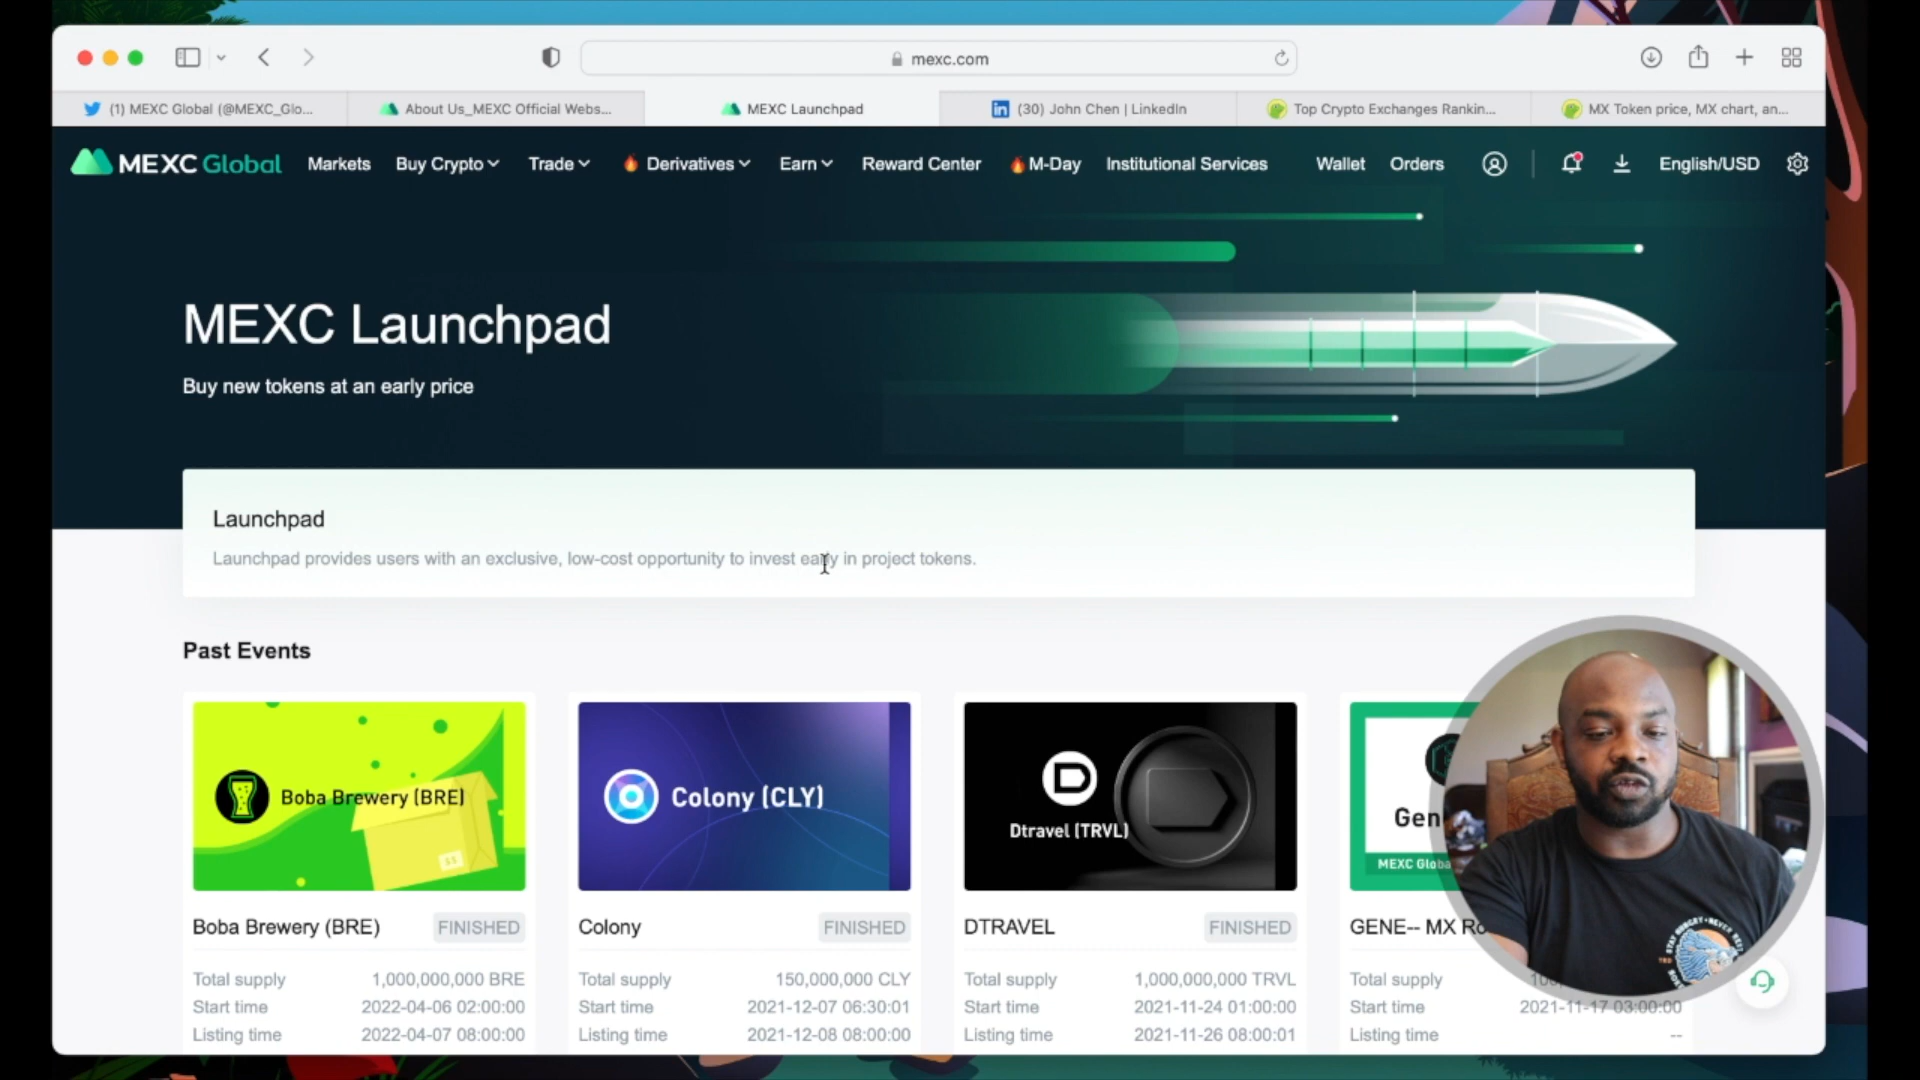 mexc.com
(1) MEXC Global (@MEXC_Glo...
About Us_MEXC Official Webs...
MEXC Launchpad
(30) John Chen | LinkedIn
Top Crypto Exchanges Rankin...
MX Token price, MX chart, an...
MEXC Global Markets Buy Crypto Trade Derivatives Earn Reward Center M-Day Institutional Services Wallet Orders English/USD
MEXC Launchpad
Buy new tokens at an early price
Launchpad
Launchpad provides users with an exclusive, low-cost opportunity to invest early in project tokens.
Past Events
Boba Brewery (BRE)
Colony (CLY)
Dtravel (TRVL)
Gen
MEXC Globa
Boba Brewery (BRE) FINISHED
Total supply 1,000,000,000 BRE
Start time 2022-04-06 02:00:00
Listing time 2022-04-07 08:00:00
Colony FINISHED
Total supply 150,000,000 CLY
Start time 2021-12-07 06:30:01
Listing time 2021-12-08 08:00:00
DTRAVEL FINISHED
Total supply 1,000,000,000 TRVL
Start time 2021-11-24 01:00:00
Listing time 2021-11-26 08:00:01
GENE-- MX Ro
Total supply 100,
Start time 2021-11-17 03:00:00
Listing time --
STAY HUNGRY • NEVER REST